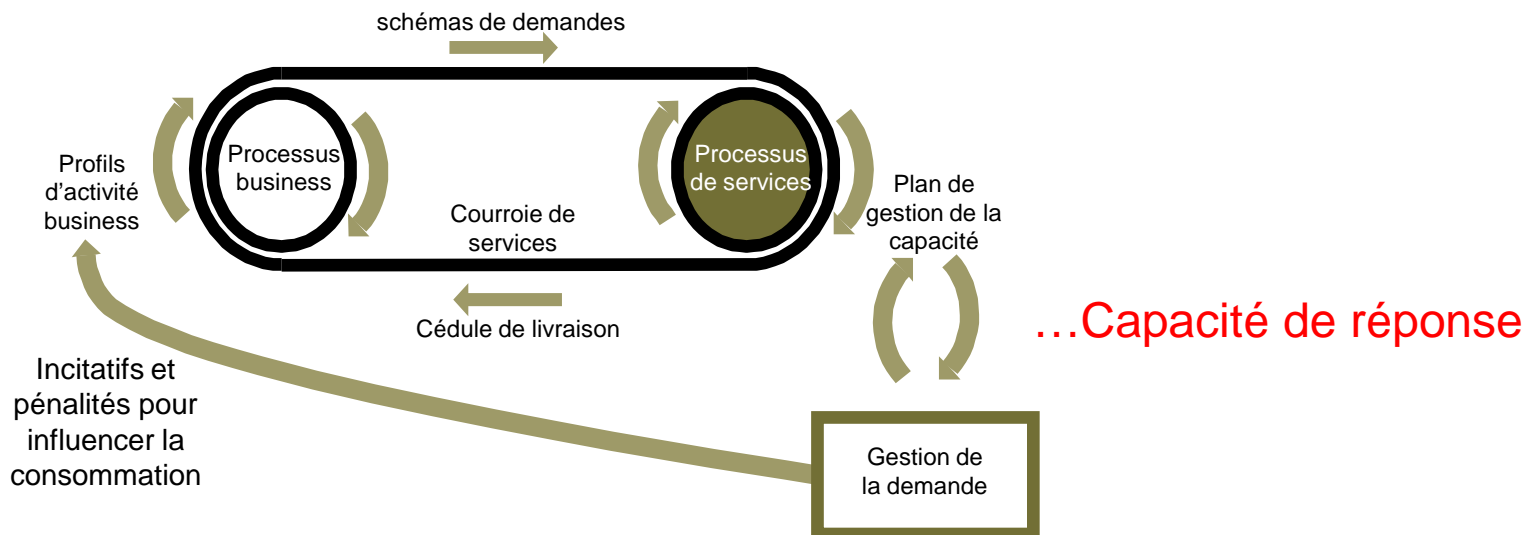 schémas de demandes
Processus
business
Processus
de services
Profils
d’activité
business
Plan de
gestion de la
capacité
Courroie de
services
Cédule de livraison
…Capacité de réponse
Incitatifs et
pénalités pour
influencer la
consommation
Gestion de
la demande